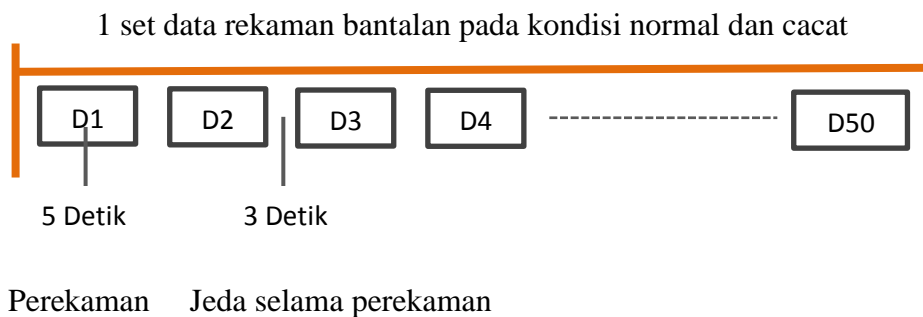 1 set data rekaman bantalan pada kondisi normal dan cacat
D1 D2 D3 D4 D50
5 Detik 3 Detik
Perekaman Jeda selama perekaman